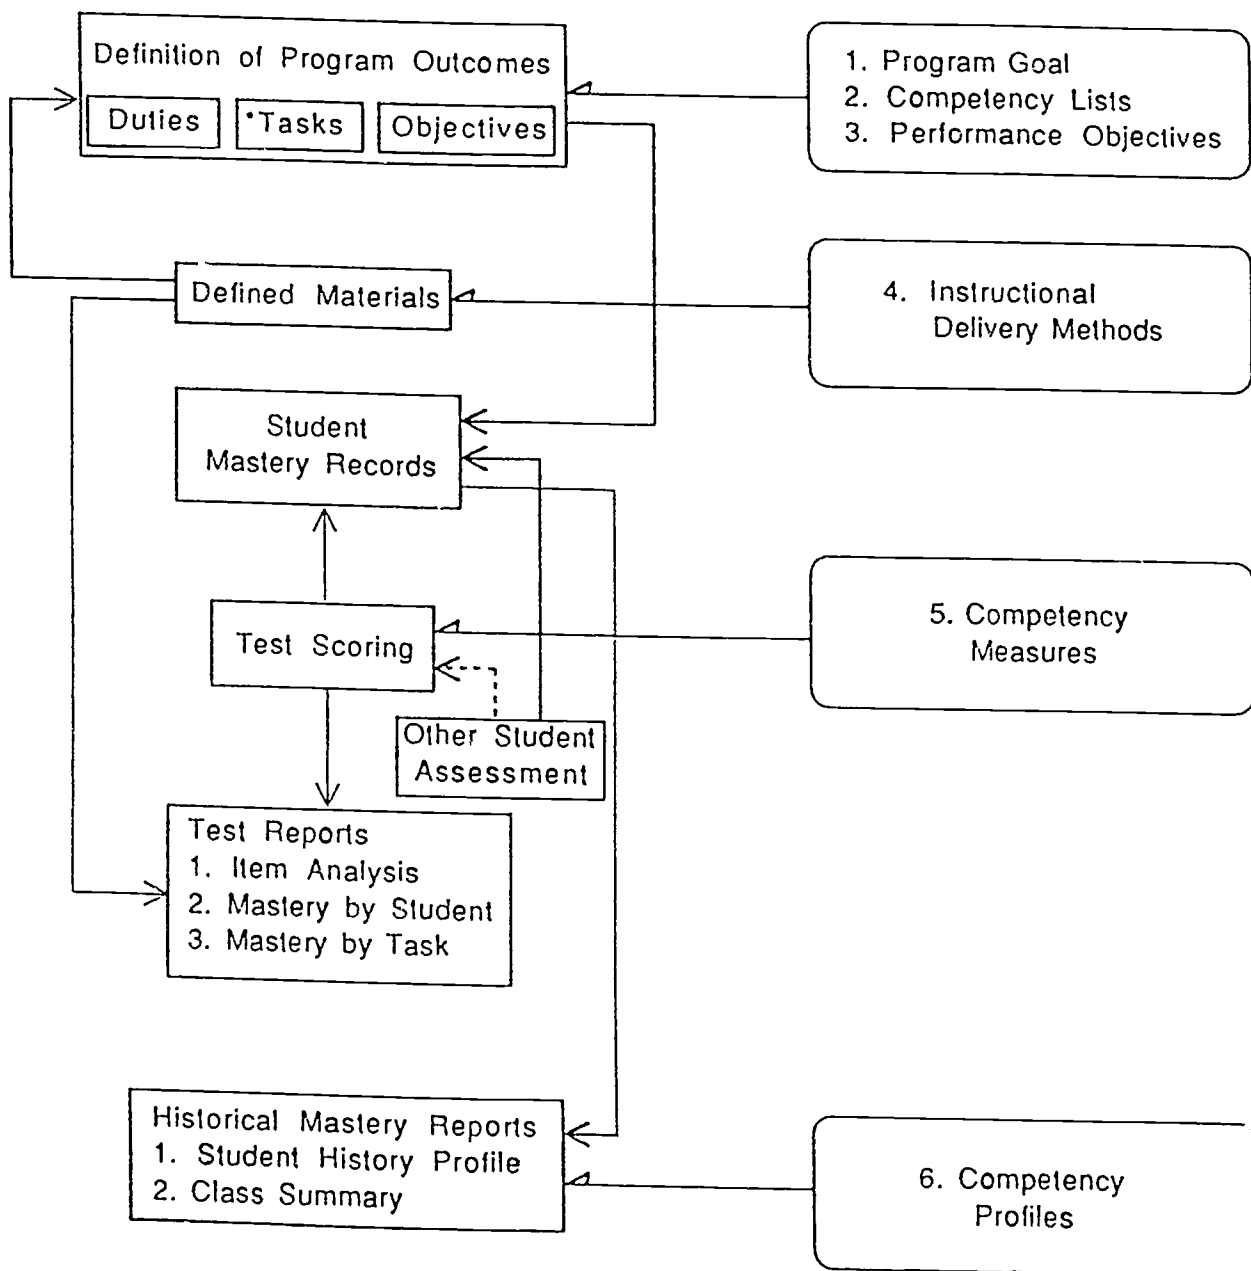 Definition of Program Outcomes
Duties
*Tasks
Objectives
1. Program Goal
2. Competency Lists
3. Performance Objectives
Defined Materials
4. Instructional
Delivery Methods
Student
Mastery Records
Test Scoring
5. Competency
Measures
Other Student
Assessment
Test Reports
1. Item Analysis
2. Mastery by Student
3. Mastery by Task
Historical Mastery Reports
1. Student History Profile
2. Class Summary
6. Competency
Profiles